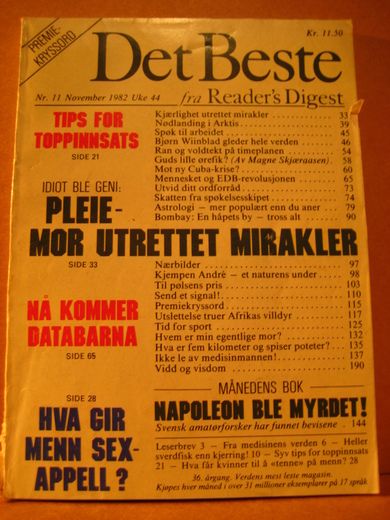 PREMIE-
KRYSSORD
Kr. 11.50
Det Beste
Nr. 11 November 1982 Uke 44
fra Reader's Digest
TIPS FOR
TOPPINNSATS
SIDE 21
Kjærlighet utrettet mirakler 33
Nødlanding i Arktis 39
Spøk til arbeidet 45
Bjørn Wiinblad gleder hele verden 46
Ran og voldtekt på timeplanen 54
Guds lille ørefik? (Av Magne Skjæraasen) 58
Mot ny Cuba-krise? 60
Mennesket og EDB-revolusjonen 65
Utvid ditt ordforråd 73
Skatten fra spøkelsesskipet 74
Astrologi – mer populært enn du aner 79
Bombay: En håpets by – tross alt 90
IDIOT BLE GENI:
PLEIE-
MOR UTRETTET MIRAKLER
SIDE 33
Nærbilder 97
Kjempen André – et naturens under 98
Til pølsens pris 103
Send et signal! 110
Premiekryssord 115
Utslettelse truer Afrikas villdyr 117
Tid for sport 125
Hvem er min egentlige mor? 132
Hva er fem kilometer og spiser poteter? 135
Ikke le av medisinmannen! 137
Vidd og visdom 190
NÅ KOMMER
DATABARNA
SIDE 65
SIDE 28
HVA GIR
MENN SEX-
APPELL ?
MÅNEDENS BOK
NAPOLEON BLE MYRDET!
Svensk amatørforsker har funnet bevisene . 144
Leserbrev 3 – Fra medisinens verden 6 – Heller
sverdfisk enn kjerring! 10 – Syv tips for toppinnsats
21 – Hva får kvinner til å «tenne» på menn? 28
36. årgang. Verdens mest leste magasin.
Kjøpes hver måned i over 31 millioner eksemplarer på 17 språk